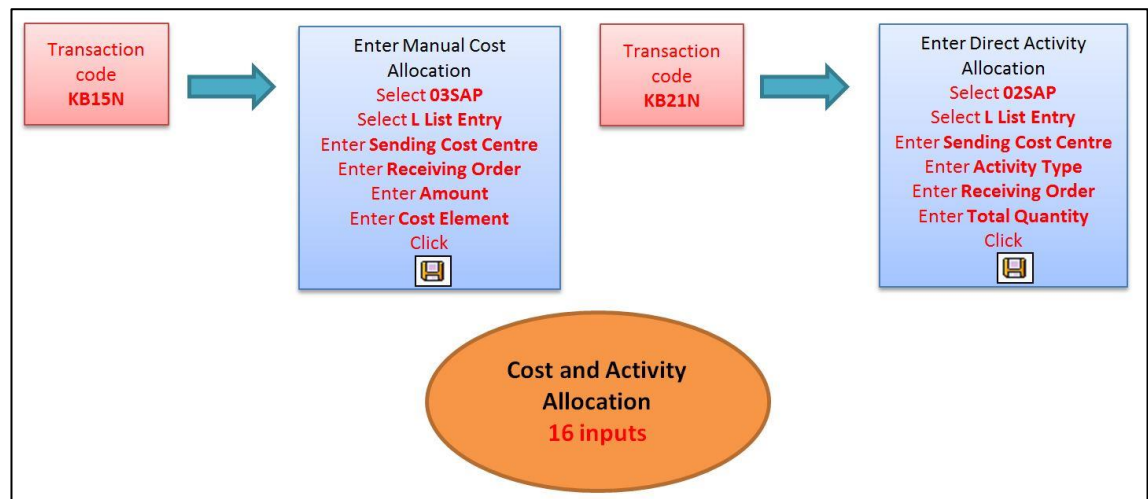 Transaction
code
KB15N
Enter Manual Cost
Allocation
Select 03SAP
Select L List Entry
Enter Sending Cost Centre
Enter Receiving Order
Enter Amount
Enter Cost Element
Click
Transaction
code
KB21N
Enter Direct Activity
Allocation
Select 02SAP
Select L List Entry
Enter Sending Cost Centre
Enter Activity Type
Enter Receiving Order
Enter Total Quantity
Click
Cost and Activity
Allocation
16 inputs